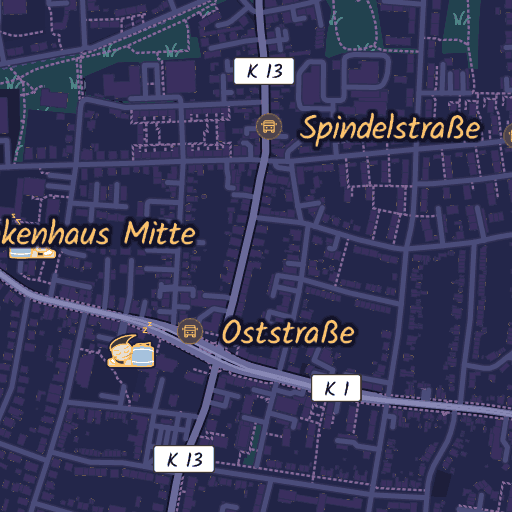 K 13
Spindelstraße
kenhaus Mitte
Oststraße
K 1
K 13